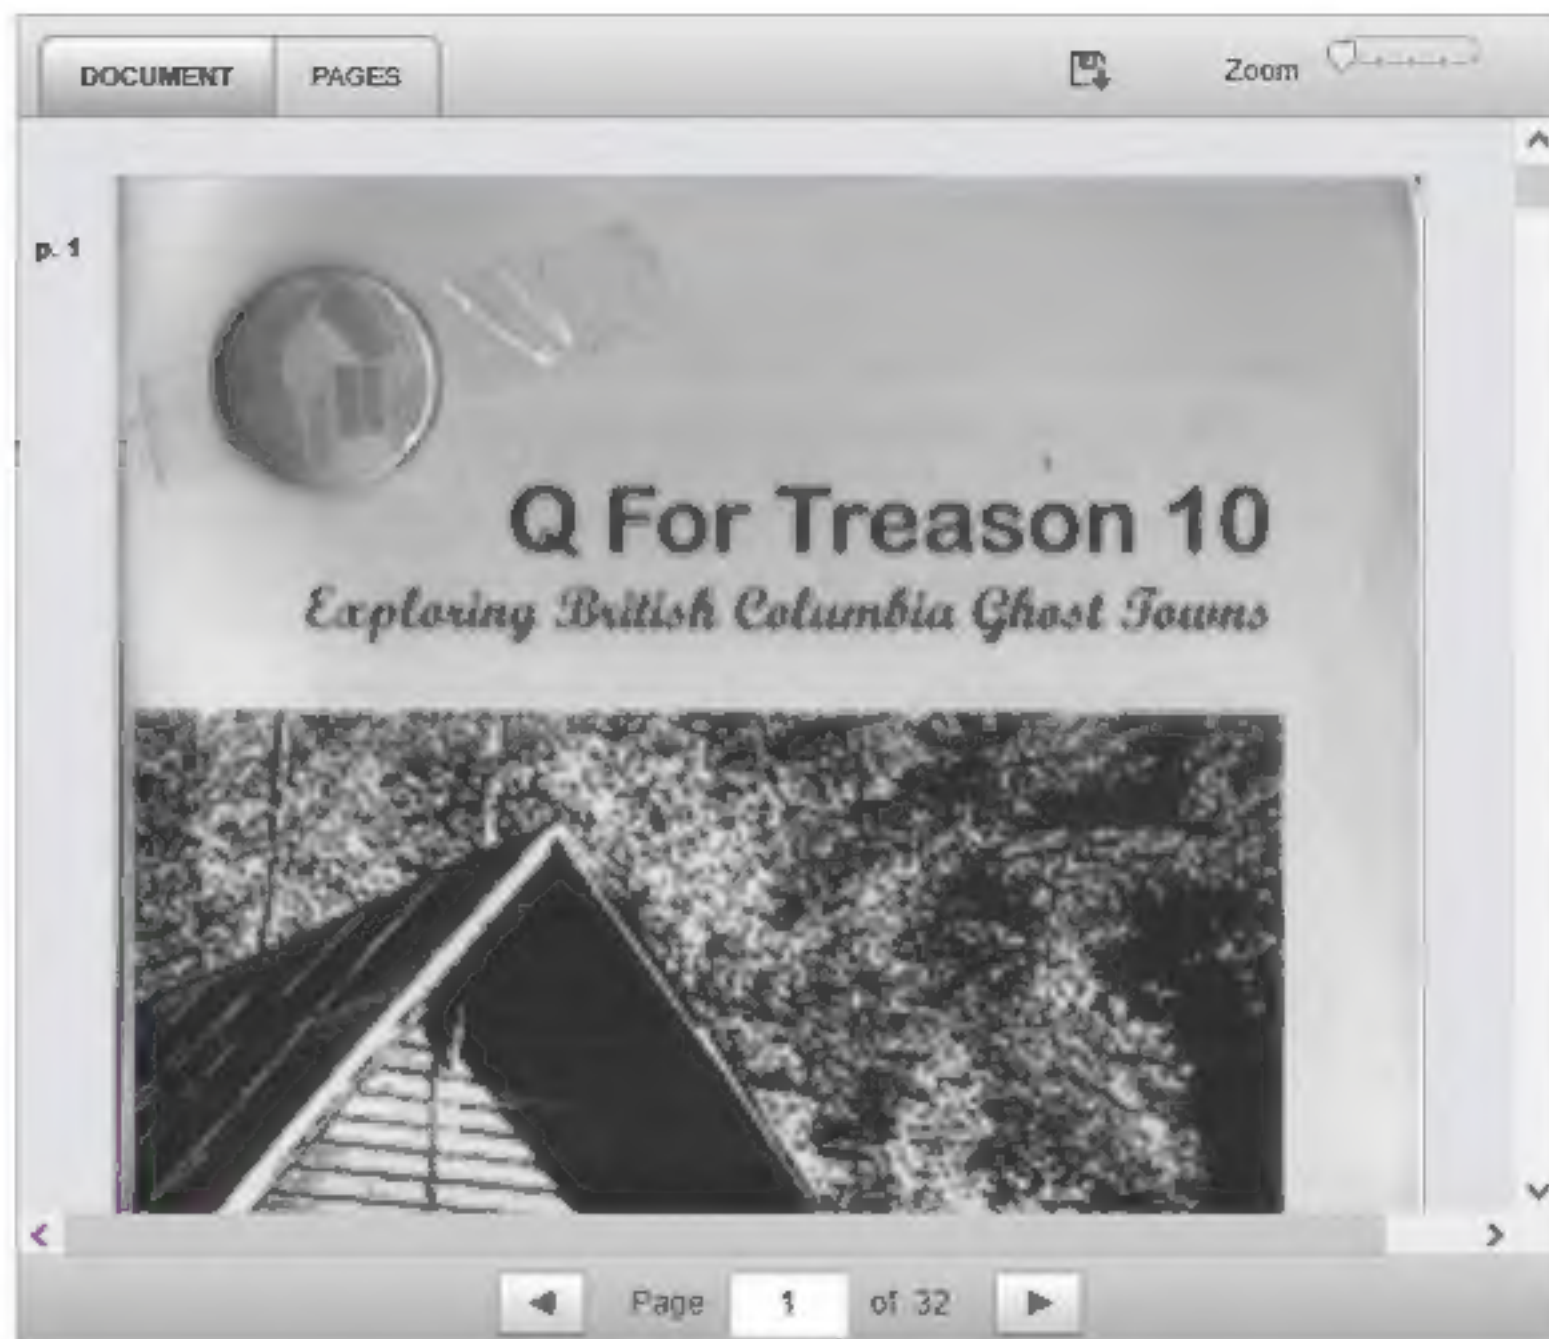 DOCUMENT PAGES Zoom
p. 1
Q For Treason 10
Exploring British Columbia Ghost Towns
Page 1 of 32